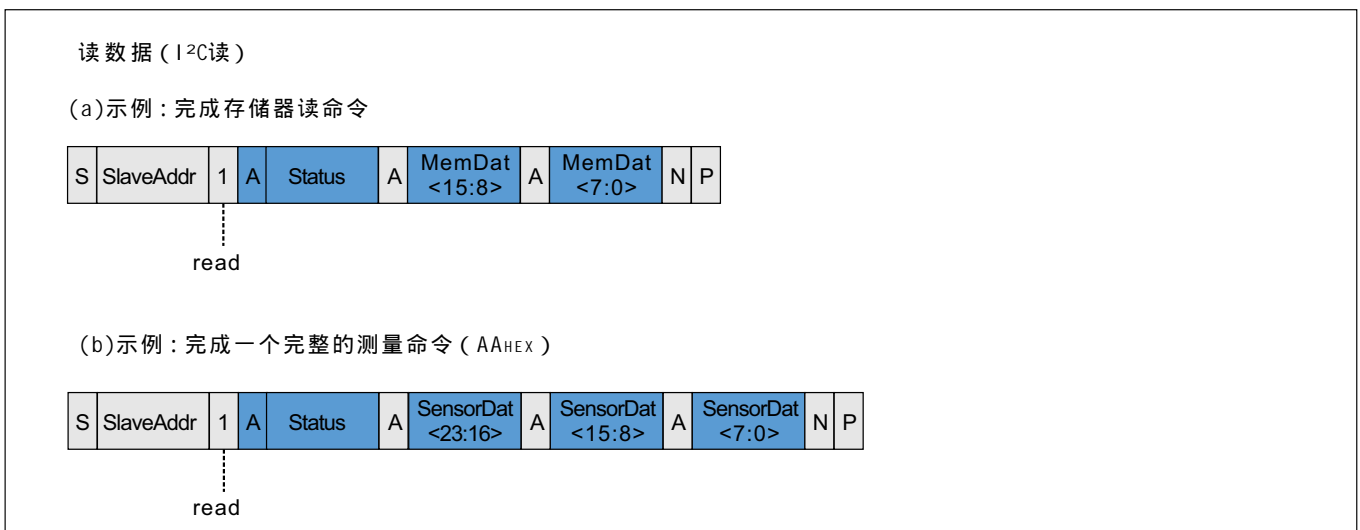 读数据(I²C读)
(a)示例:完成存储器读命令
S SlaveAddr 1 A Status A MemDat <15:8> A MemDat <7:0> N P
read
(b)示例:完成一个完整的测量命令(AAHEX)
S SlaveAddr 1 A Status A SensorDat <23:16> A SensorDat <15:8> A SensorDat <7:0> N P
read